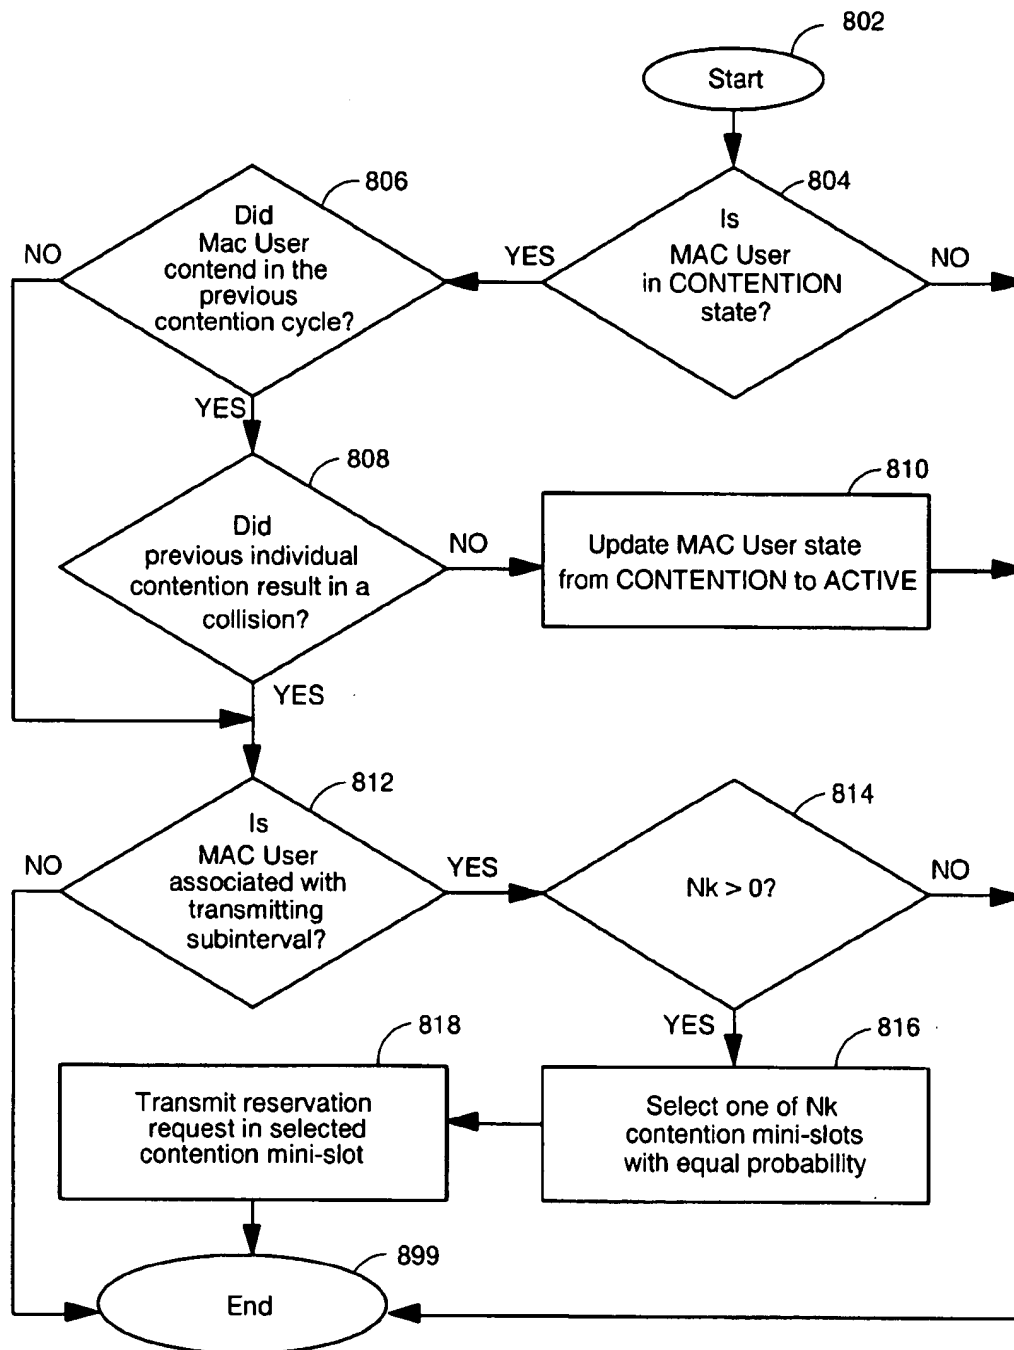 802
Start
806
804
Did
Mac User
contend in the
previous
contention cycle?
NO
YES
Is
MAC User
in CONTENTION
state?
NO
YES
808
810
Did
previous individual
contention result in a
collision?
NO
Update MAC User state
from CONTENTION to ACTIVE
YES
812
814
Is
MAC User
associated with
transmitting
subinterval?
NO
YES
Nk > 0?
NO
YES
818
816
Transmit reservation
request in selected
contention mini-slot
Select one of Nk
contention mini-slots
with equal probability
899
End